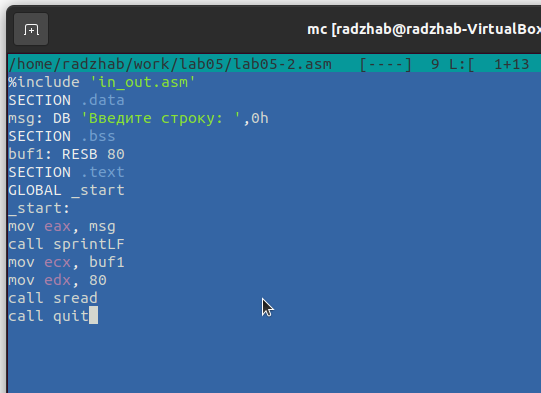 mc [radzhab@radzhab-VirtualBox
/home/radzhab/work/lab05/lab05-2.asm   [----]  9 L:[  1+13
%include 'in_out.asm'
SECTION .data
msg: DB 'Введите строку: ',0h
SECTION .bss
buf1: RESB 80
SECTION .text
GLOBAL _start
_start:
mov eax, msg
call sprintLF
mov ecx, buf1
mov edx, 80
call sread
call quit